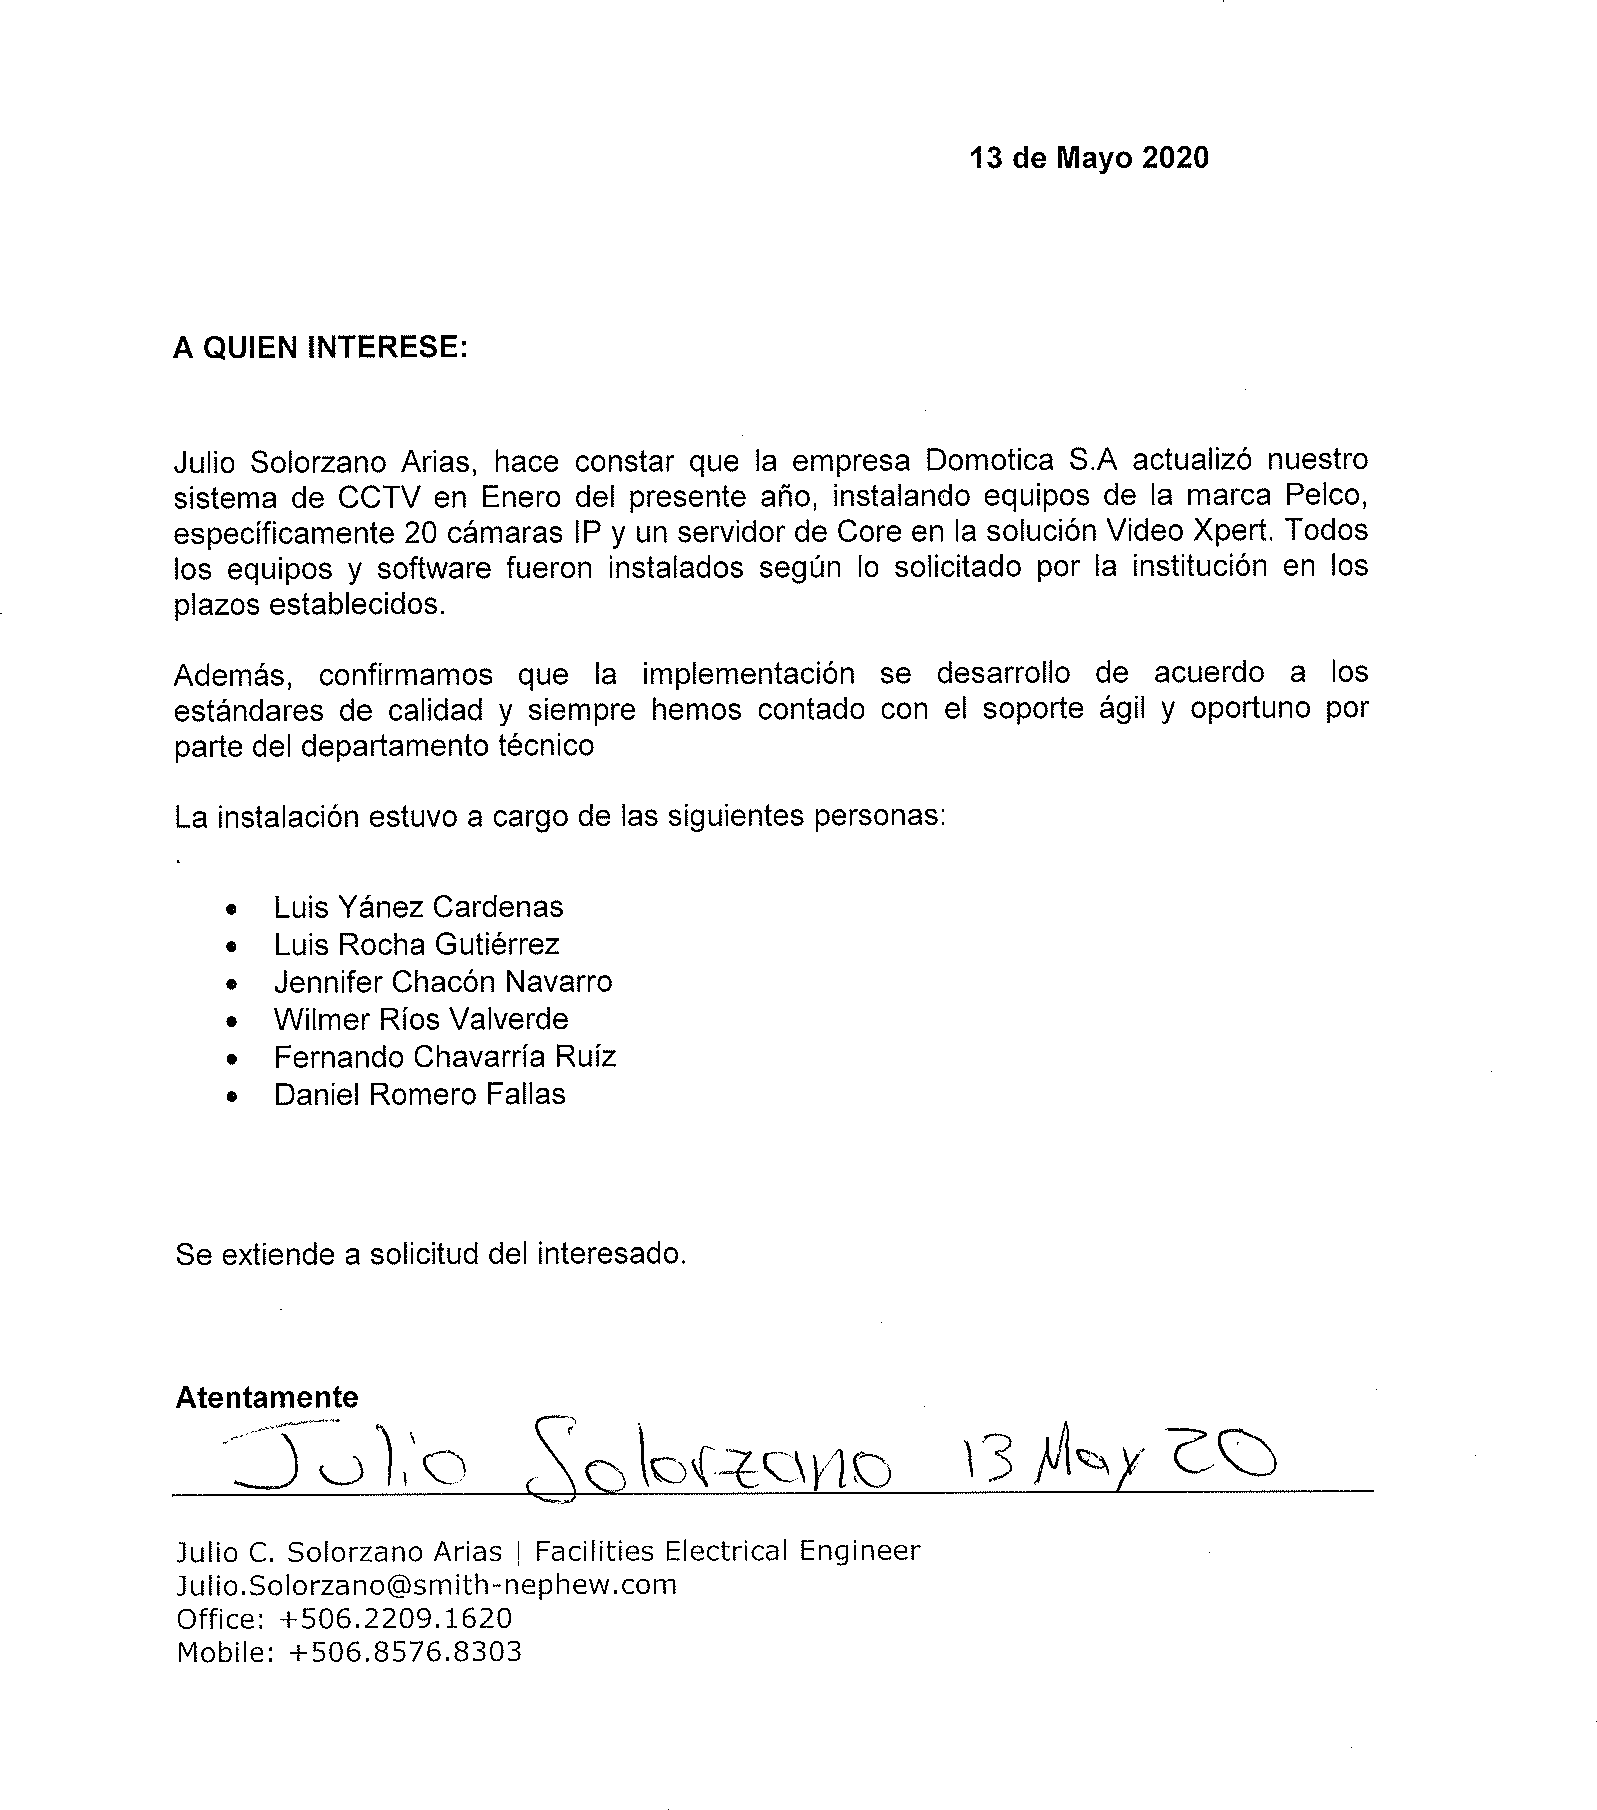 13 de Mayo 2020
A QUIEN INTERESE:
Julio Solorzano Arias, hace constar que la empresa Domotica S.A actualizó nuestro
sistema de CCTV en Enero del presente año, instalando equipos de la marca Pelco,
específicamente 20 cámaras IP y un servidor de Core en la solución Video Xpert. Todos
los equipos y software fueron instalados según lo solicitado por la institución en los
plazos establecidos.
Además, confirmamos que la implementación se desarrollo de acuerdo a los
estándares de calidad y siempre hemos contado con el soporte ágil y oportuno por
parte del departamento técnico
La instalación estuvo a cargo de las siguientes personas:
• Luis Yánez Cardenas
• Luis Rocha Gutiérrez
• Jennifer Chacón Navarro
• Wilmer Ríos Valverde
• Fernando Chavarría Ruíz
• Daniel Romero Fallas
Se extiende a solicitud del interesado.
Atentamente
Julio Solorzano 13 May 20
Julio C. Solorzano Arias | Facilities Electrical Engineer
Julio.Solorzano@smith-nephew.com
Office: +506.2209.1620
Mobile: +506.8576.8303